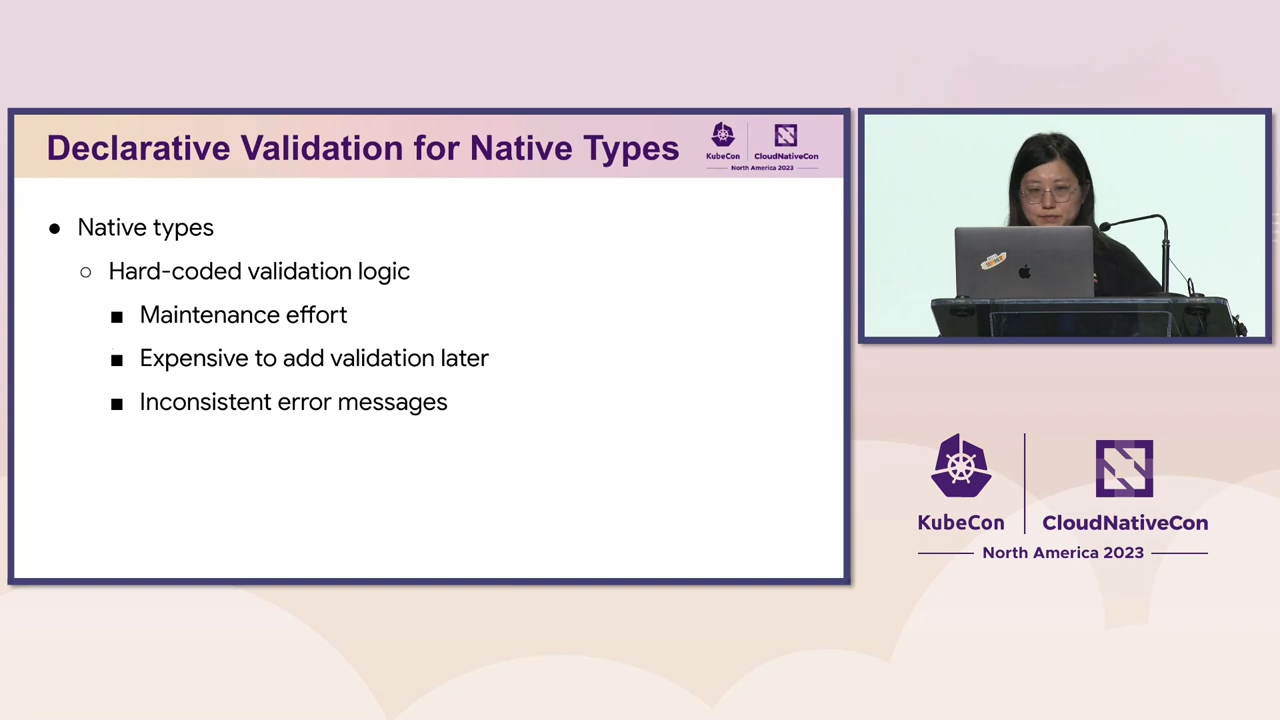 Declarative Validation for Native Types
KubeCon
CloudNativeCon
North America 2023
● Native types
○ Hard-coded validation logic
■ Maintenance effort
■ Expensive to add validation later
■ Inconsistent error messages
KubeCon
CloudNativeCon
North America 2023